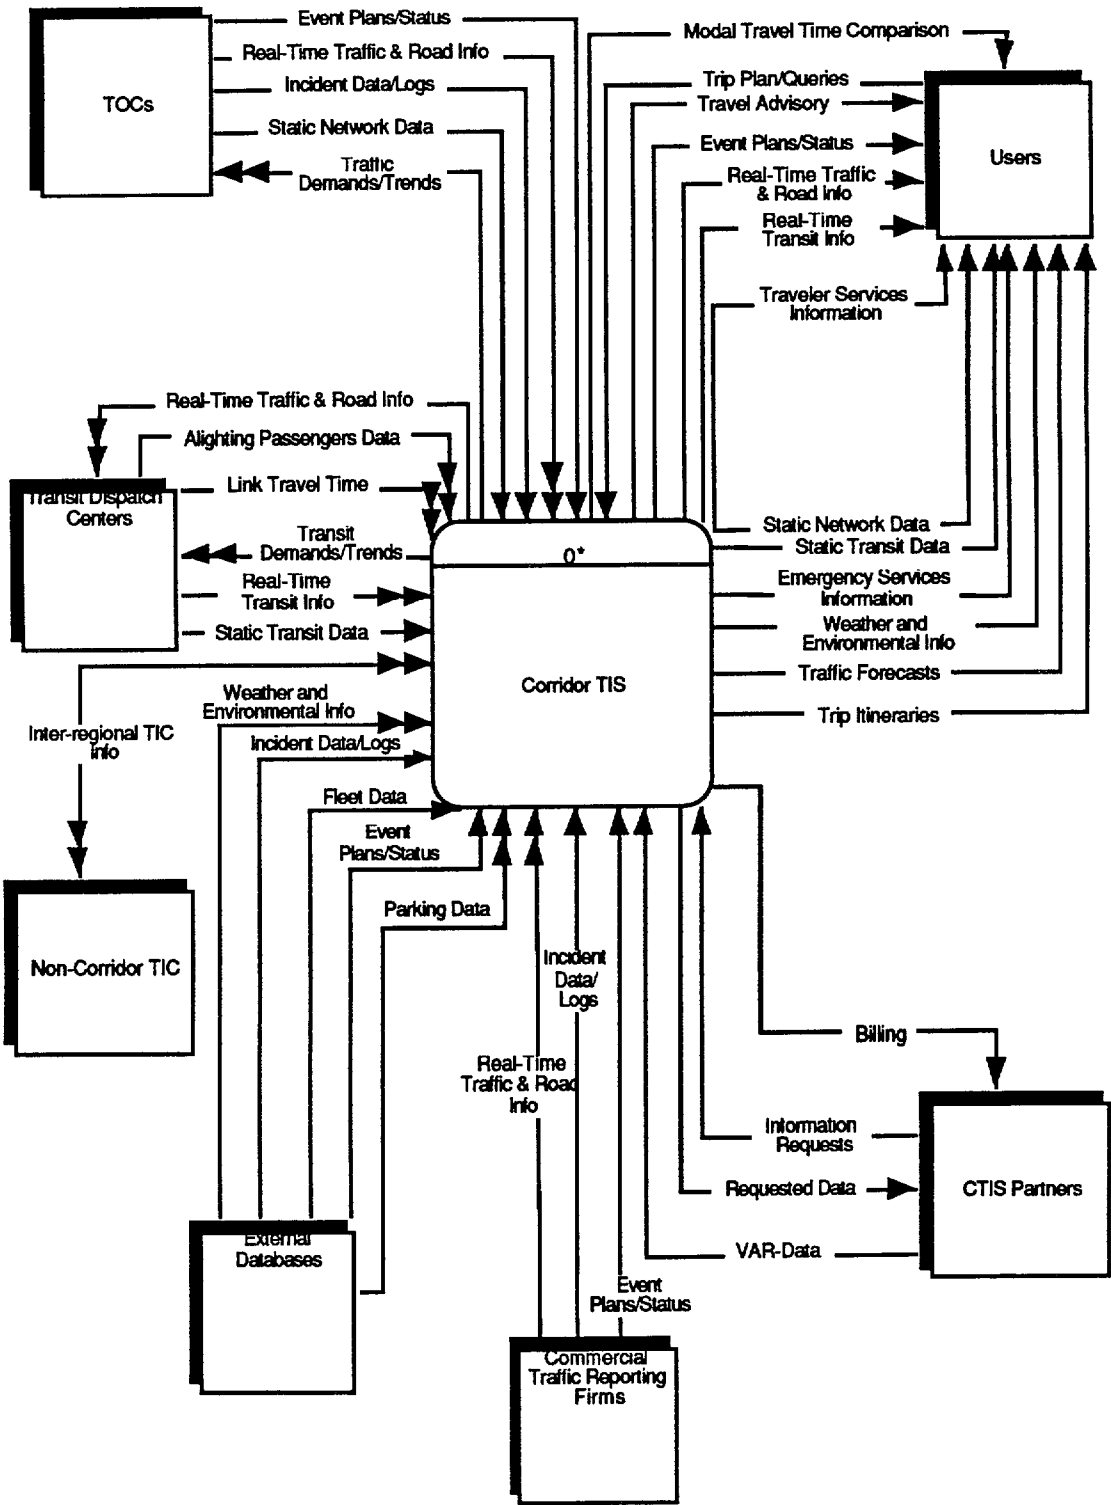 Event Plans/Status
Real-Time Traffic & Road Info
Incident Data/Logs
TOCs
Static Network Data
Traffic
Demands/Trends
Modal Travel Time Comparison
Trip Plan/Queries
Travel Advisory
Event Plans/Status
Users
Real-Time Traffic
& Road Info
Real-Time
Transit Info
Traveler Services
Information
Real-Time Traffic & Road Info
Alighting Passengers Data
Link Travel Time
Transit Dispatch
Centers
Transit
Demands/Trends
Real-Time
Transit Info
Static Transit Data
0*
Corridor TIS
Static Network Data
Static Transit Data
Emergency Services
Information
Weather and
Environmental Info
Traffic Forecasts
Trip Itineraries
Weather and
Environmental Info
Inter-regional TIC
Info
Incident Data/Logs
Fleet Data
Event
Plans/Status
Parking Data
Non-Corridor TIC
Incident
Data/
Logs
Real-Time
Traffic & Road
Info
Billing
Information
Requests
Requested Data
CTIS Partners
VAR-Data
External
Databases
Event
Plans/Status
Commercial
Traffic Reporting
Firms